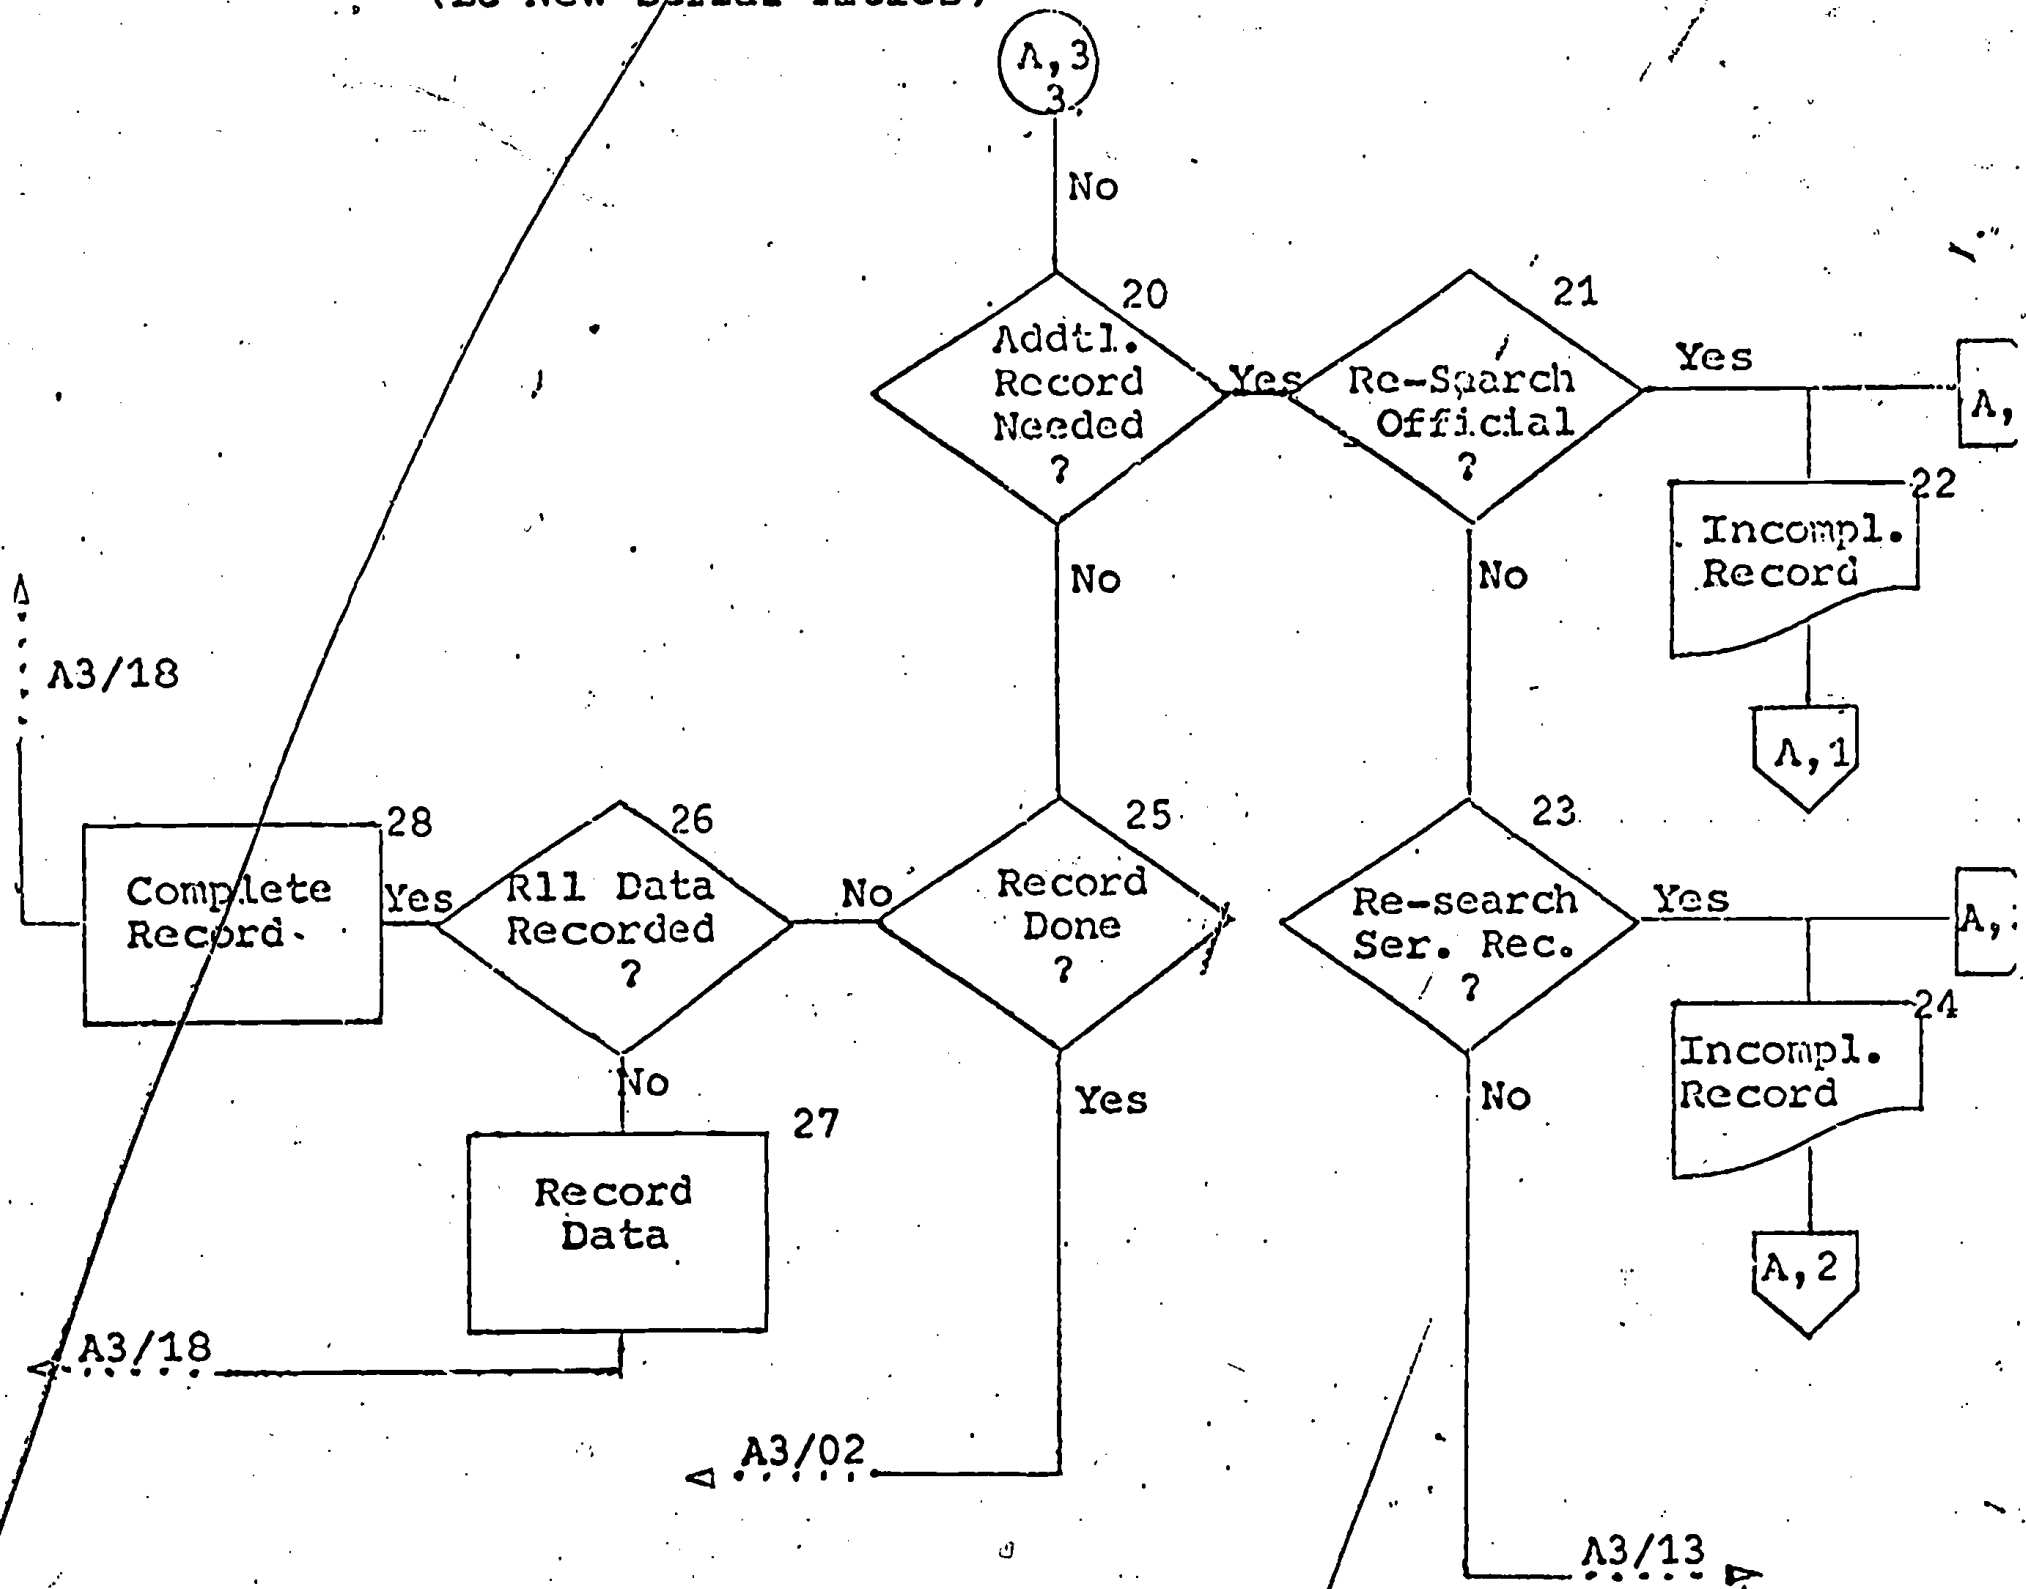 A,3
3
No
20
Addtl.
Record
Needed
?
Yes
21
Re-Search
Official
?
Yes
A,
22
Incompl.
Record
A,1
No
No
A3/18
28
Complete
Record
Yes
26
R11 Data
Recorded
?
No
25
Record
Done
?
23
Re-search
Ser. Rec.
?
Yes
A,
24
Incompl.
Record
A,2
No
27
Record
Data
Yes
No
A3/18
A3/02
A3/13